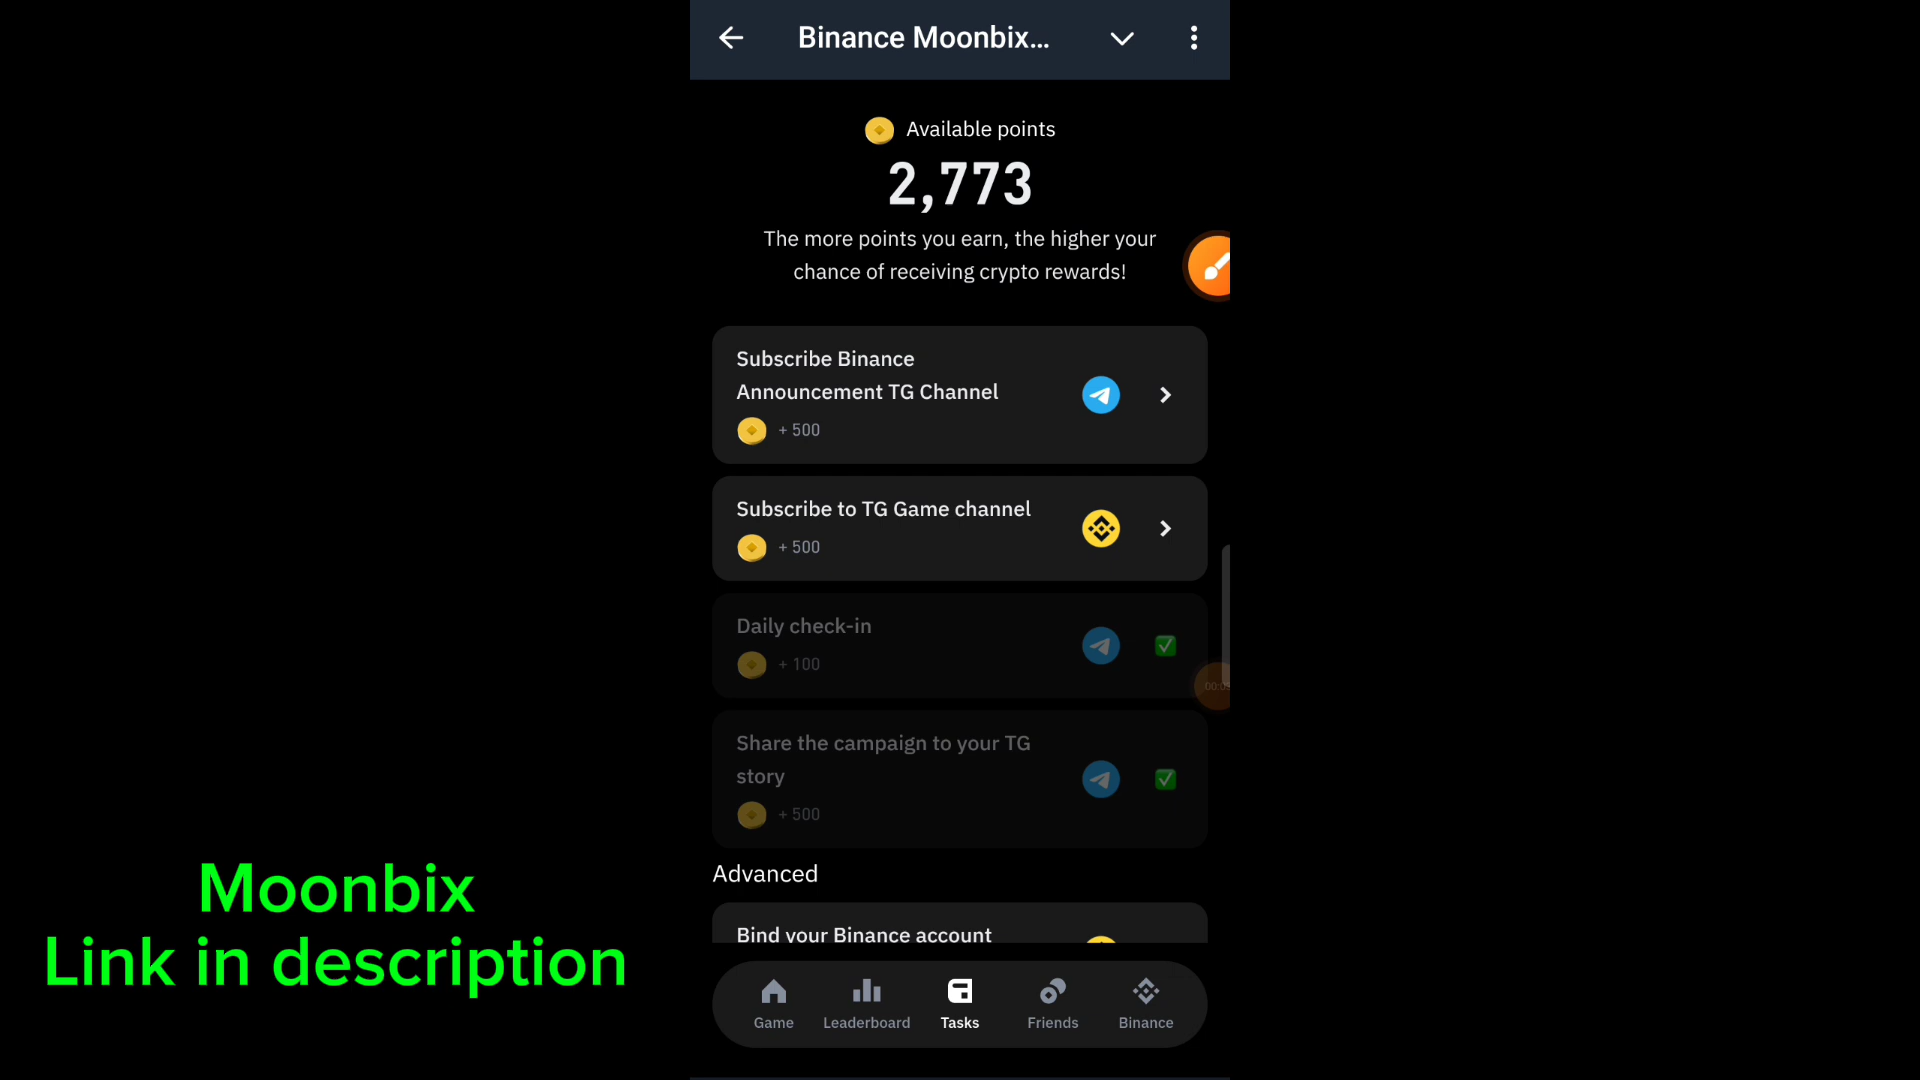 Binance Moonbix...
Available points
2,773
The more points you earn, the higher your
chance of receiving crypto rewards!
Subscribe Binance
Announcement TG Channel
+ 500
Subscribe to TG Game channel
+ 500
Daily check-in
+ 100
Share the campaign to your TG
story
+ 500
Advanced
Bind your Binance account
Game
Leaderboard
Tasks
Friends
Binance
Moonbix
Link in description